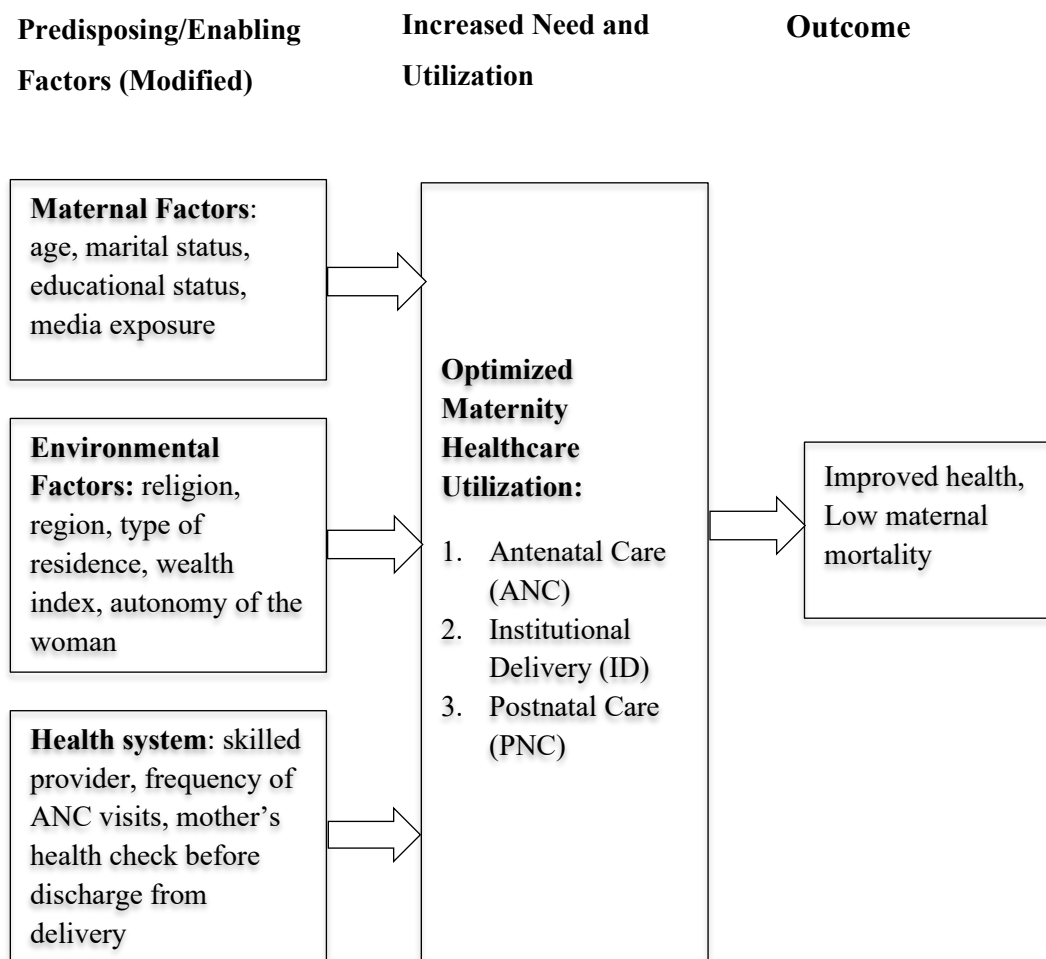 Predisposing/Enabling
Factors (Modified)
Increased Need and
Utilization
Outcome
Maternal Factors:
age, marital status,
educational status,
media exposure
Environmental
Factors: religion,
region, type of
residence, wealth
index, autonomy of the
woman
Health system: skilled
provider, frequency of
ANC visits, mother’s
health check before
discharge from
delivery
Optimized
Maternity
Healthcare
Utilization:
1. Antenatal Care
(ANC)
2. Institutional
Delivery (ID)
3. Postnatal Care
(PNC)
Improved health,
Low maternal
mortality